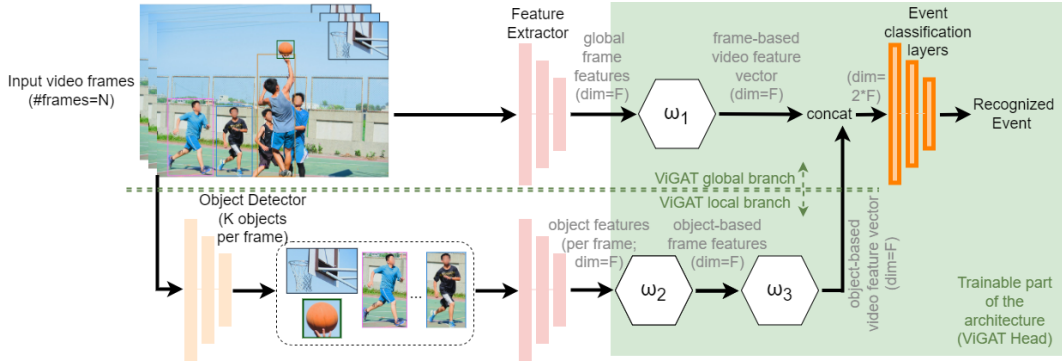 Input video frames
(#frames=N)
Feature
Extractor
global
frame
features
(dim=F)
ω1
frame-based
video feature
vector
(dim=F)
concat
(dim=
2*F)
Event
classification
layers
Recognized
Event
ViGAT global branch
ViGAT local branch
Object Detector
(K objects
per frame)
...
object features
(per frame;
dim=F)
ω2
object-based
frame features
(dim=F)
ω3
object-based
video feature vector
(dim=F)
Trainable part
of the
architecture
(ViGAT Head)